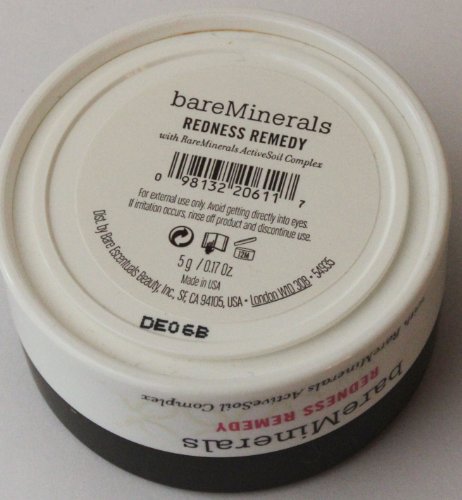 bareMinerals
REDNESS REMEDY
with BareMinerals ActiveSoil Complex
0 98132 20611 7
For external use only. Avoid getting directly into eyes.
If irritation occurs, rinse off product and discontinue use.
12M
5 g / 0.17 Oz.
Made in USA
Dist. by Bare Escentuals Beauty, Inc., SF, CA 94105, USA • London W10, 3DB • 54935
DE06B
bareMinerals
REDNESS REMEDY
with BareMinerals ActiveSoil Complex